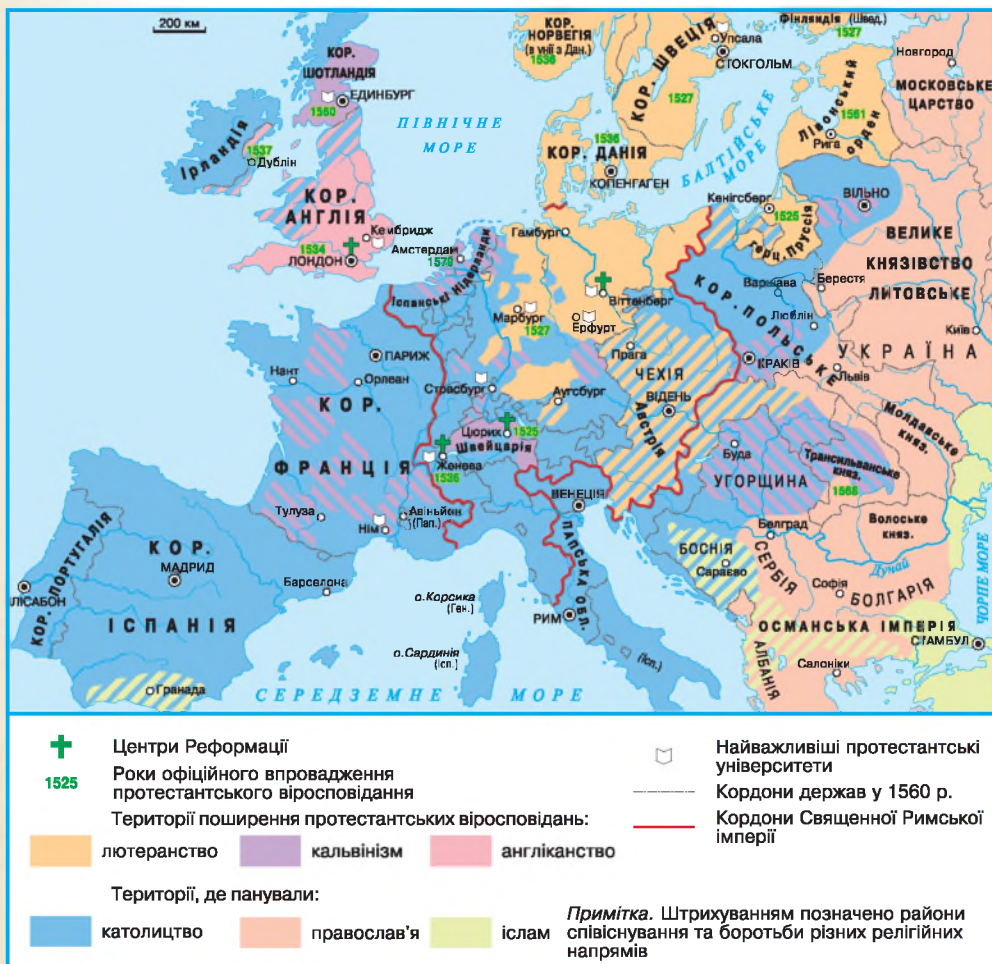 200 км
КОР.
НОРВЕГІЯ
(в унії з Дан.)
1536
КОР. ШВЕЦІЯ
1527
Упсала
СТОКГОЛЬМ
Фінляндія (Швед.)
1527
Новгород
МОСКОВСЬКЕ
ЦАРСТВО
КОР.
ШОТЛАНДІЯ
ЕДИНБУРГ
1560
ПІВНІЧНЕ
МОРЕ
Лівонський
орден
1561
Рига
БАЛТІЙСЬКЕ
МОРЕ
Ірландія
1537
Дублін
1536
КОР. ДАНІЯ
КОПЕНГАГЕН
КОР.
АНГЛІЯ
Кембридж
1534
ЛОНДОН
Кенігсберг
1525
герц. Пруссія
ВІЛЬНО
ВЕЛИКЕ
КНЯЗІВСТВО
ЛИТОВСЬКЕ
Амстердам
1579
Іспанські Нідерланди
Гамбург
Віттенберг
Марбург
1527
Ерфурт
КОР. ПОЛЬСЬКЕ
Варшава
Берестя
Люблін
Київ
УКРАЇНА
КРАКІВ
Львів
Прага
ЧЕХІЯ
ВІДЕНЬ
Австрія
Аугсбург
Страсбург
ПАРИЖ
Нант
Орлеан
КОР.
ФРАНЦІЯ
Цюрих
1525
Швейцарія
Женева
1536
Тулуза
Нім
Авіньйон
(Пап.)
Молдавське
княз.
Буда
УГОРЩИНА
Трансильванське
княз.
1568
Волоське
княз.
ВЕНЕЦІЯ
ПАПСЬКА ОБЛ.
РИМ
(Ісп.)
БОСНІЯ
Сараєво
Белград
СЕРБІЯ
Дунай
Софія
БОЛГАРІЯ
ЧОРНЕ МОРЕ
ОСМАНСЬКА ІМПЕРІЯ
СТАМБУЛ
АЛБАНІЯ
Салоніки
КОР. ПОРТУГАЛІЯ
ЛІСАБОН
КОР.
МАДРИД
ІСПАНІЯ
Барселона
Гранада
о.Корсика
(Ген.)
о.Сардинія
(Ісп.)
СЕРЕДЗЕМНЕ МОРЕ
Центри Реформації
1525
Роки офіційного впровадження
протестантського віросповідання
Території поширення протестантських віросповідань:
лютеранство
кальвінізм
англіканство
Території, де панували:
католицтво
православ'я
іслам
Найважливіші протестантські
університети
Кордони держав у 1560 р.
Кордони Священної Римської
імперії
Примітка. Штрихуванням позначено райони
співіснування та боротьби різних релігійних
напрямів